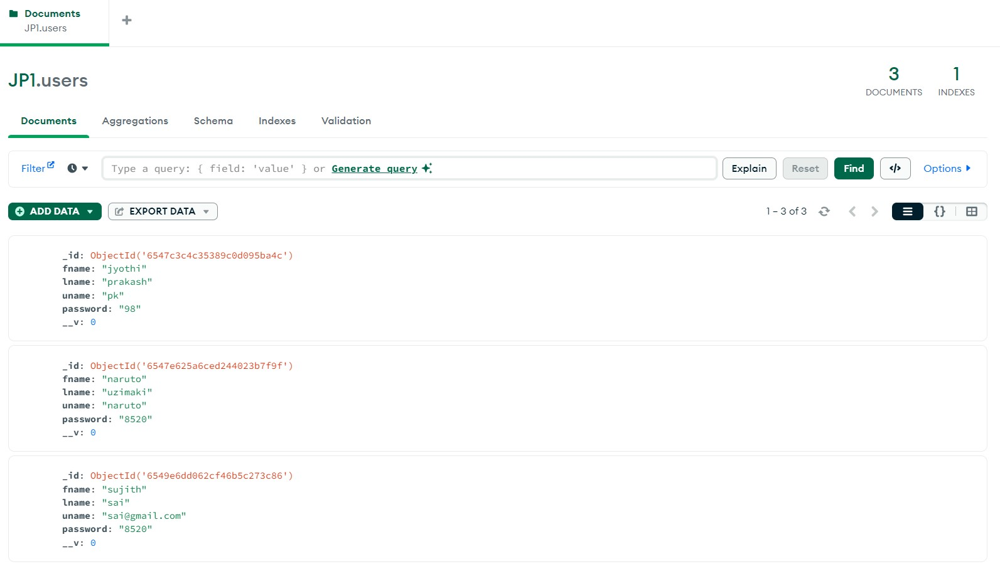 Documents
JP1.users
JP1.users
3
DOCUMENTS
1
INDEXES
Documents Aggregations Schema Indexes Validation
Filter Type a query: { field: 'value' } or Generate query Explain Reset Find </> Options
ADD DATA EXPORT DATA 1 – 3 of 3 {}
_id: ObjectId('6547c3c4c35389c0d095ba4c')
fname: "jyothi"
lname: "prakash"
uname: "pk"
password: "98"
__v: 0
_id: ObjectId('6547e625a6ced244023b7f9f')
fname: "naruto"
lname: "uzimaki"
uname: "naruto"
password: "8520"
__v: 0
_id: ObjectId('6549e6dd062cf46b5c273c86')
fname: "sujith"
lname: "sai"
uname: "sai@gmail.com"
password: "8520"
__v: 0